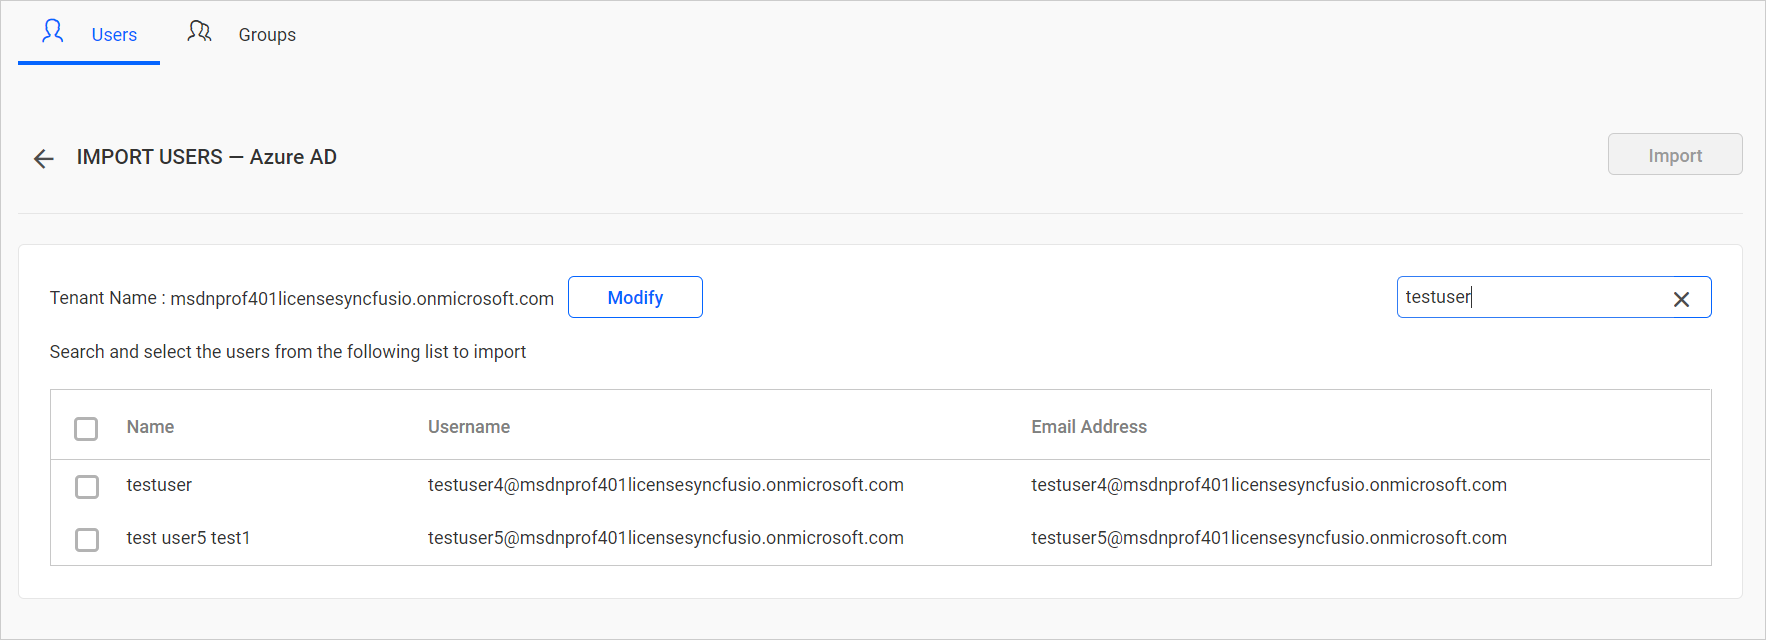 Users Groups
IMPORT USERS — Azure AD Import
Tenant Name : msdnprof401licensesyncfusio.onmicrosoft.com Modify testuser
Search and select the users from the following list to import
Name Username Email Address
testuser testuser4@msdnprof401licensesyncfusio.onmicrosoft.com testuser4@msdnprof401licensesyncfusio.onmicrosoft.com
test user5 test1 testuser5@msdnprof401licensesyncfusio.onmicrosoft.com testuser5@msdnprof401licensesyncfusio.onmicrosoft.com